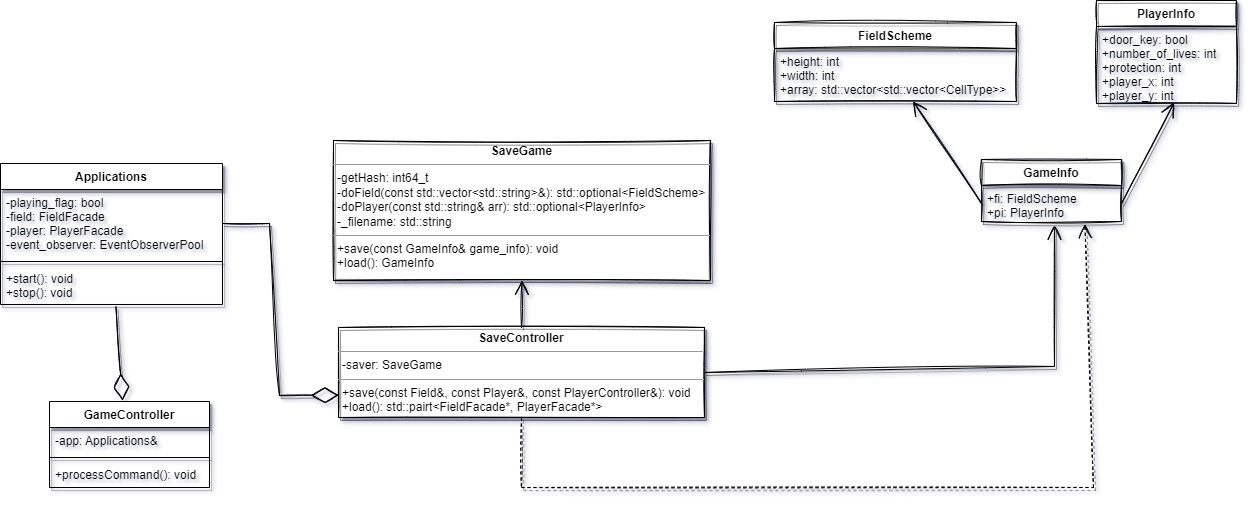 PlayerInfo
+door_key: bool
+number_of_lives: int
+protection: int
+player_x: int
+player_y: int
FieldScheme
+height: int
+width: int
+array: std::vector<std::vector<CellType>>
SaveGame
-getHash: int64_t
-doField(const std::vector<std::string>&): std::optional<FieldScheme>
-doPlayer(const std::string& arr): std::optional<PlayerInfo>
-_filename: std::string
+save(const GameInfo& game_info): void
+load(): GameInfo
GameInfo
+fi: FieldScheme
+pi: PlayerInfo
Applications
-playing_flag: bool
-field: FieldFacade
-player: PlayerFacade
-event_observer: EventObserverPool
+start(): void
+stop(): void
SaveController
-saver: SaveGame
+save(const Field&, const Player&, const PlayerController&): void
+load(): std::pairt<FieldFacade*, PlayerFacade*>
GameController
-app: Applications&
+processCommand(): void